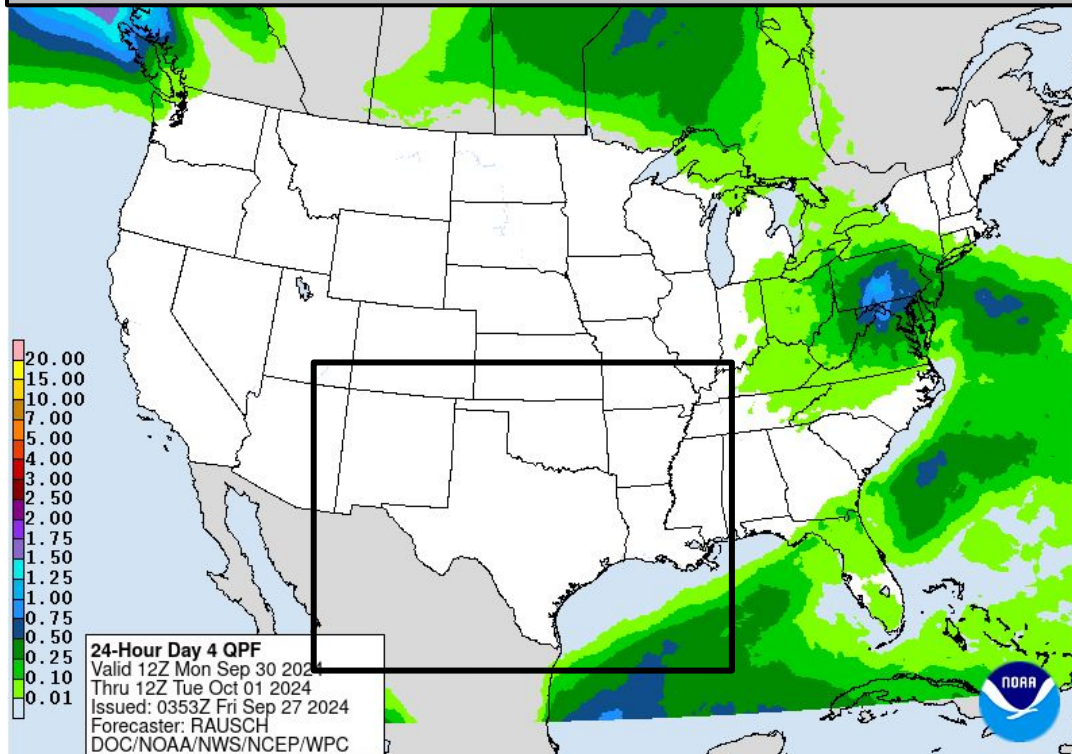 20.00
15.00
10.00
7.00
5.00
4.00
3.00
2.50
2.00
1.75
1.50
1.25
1.00
0.75
0.50
0.25
0.10
0.01
24-Hour Day 4 QPF
Valid 12Z Mon Sep 30 2024
Thru 12Z Tue Oct 01 2024
Issued: 0353Z Fri Sep 27 2024
Forecaster: RAUSCH
DOC/NOAA/NWS/NCEP/WPC
NOAA